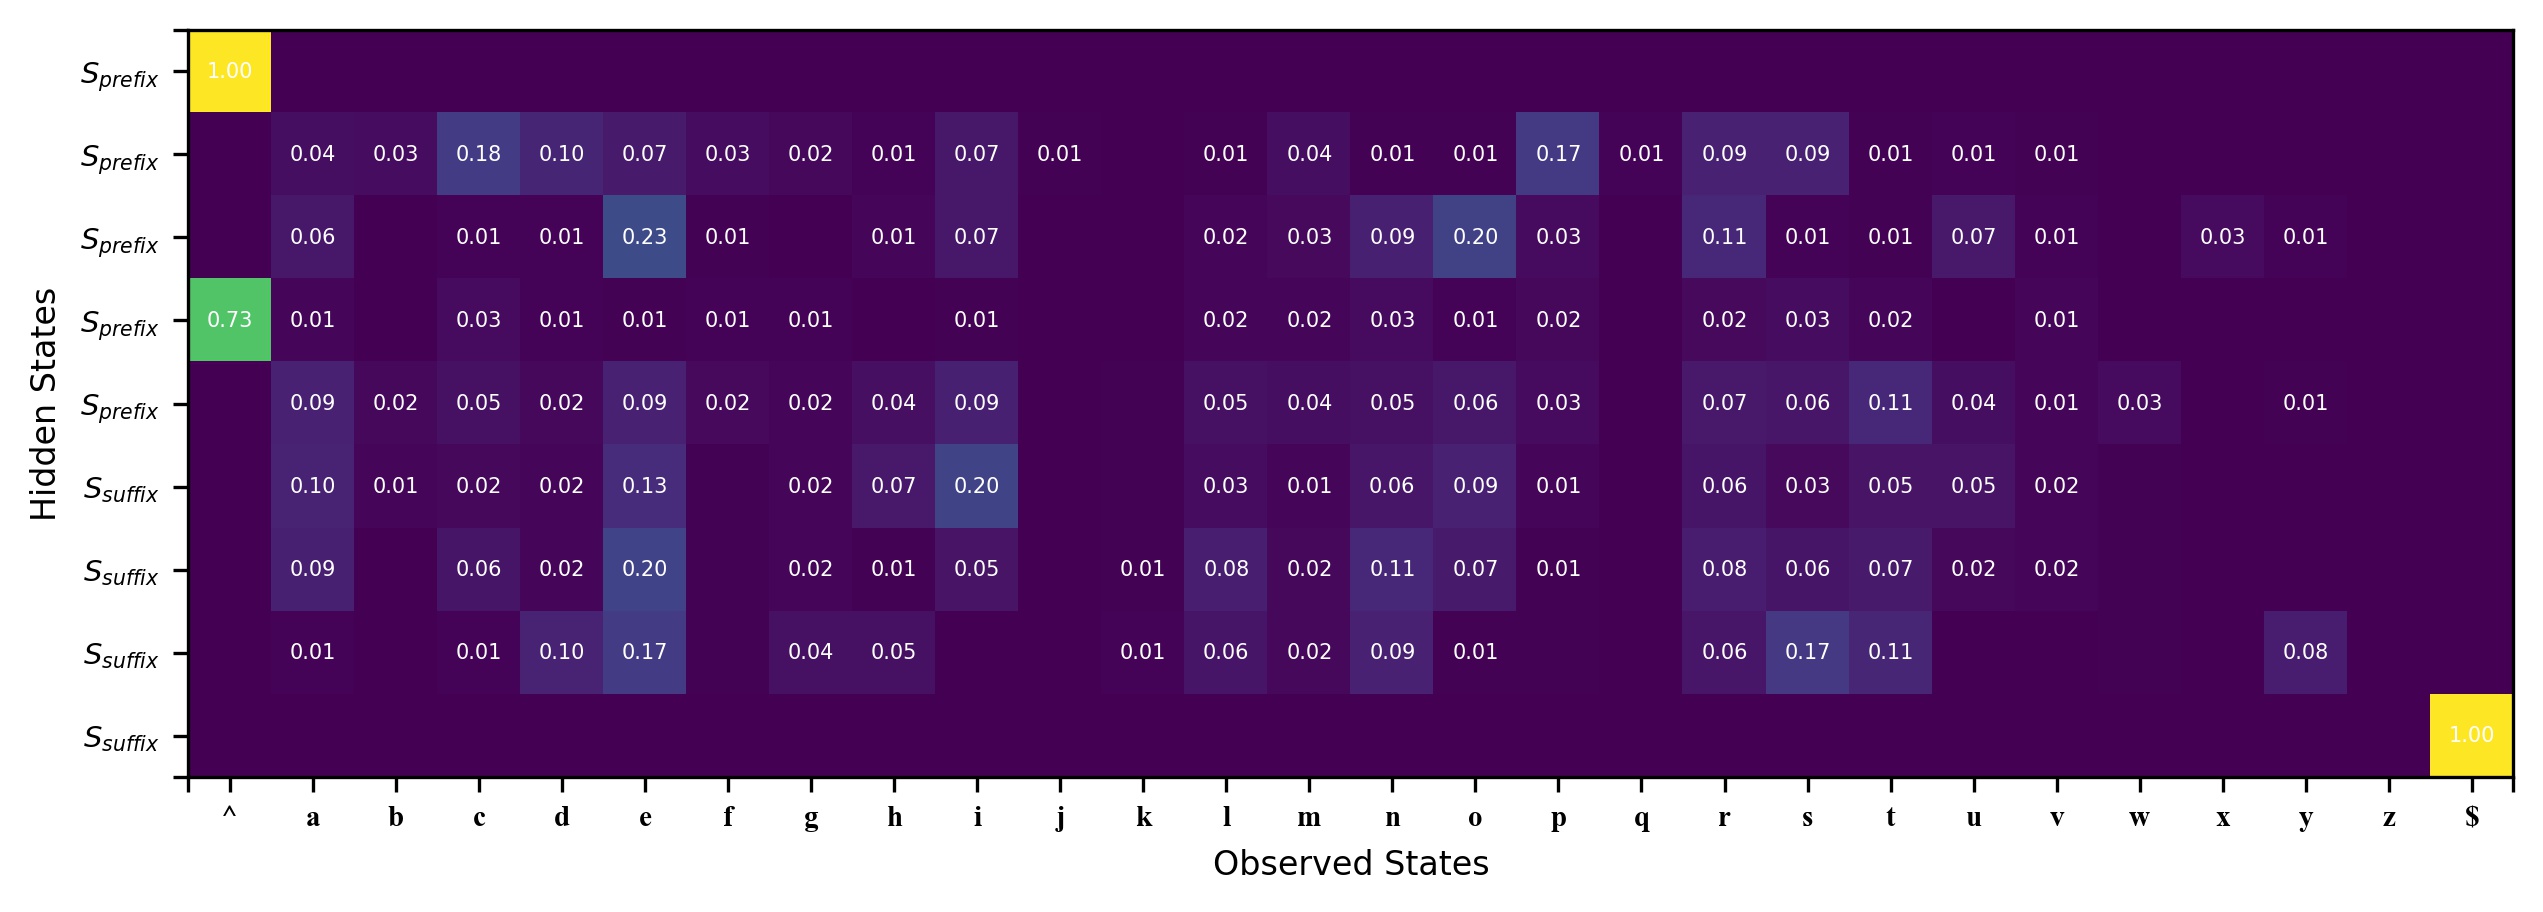 S_prefix 1.00
S_prefix 0.04 0.03 0.18 0.10 0.07 0.03 0.02 0.01 0.07 0.01 0.01 0.04 0.01 0.01 0.17 0.01 0.09 0.09 0.01 0.01 0.01
S_prefix 0.06 0.01 0.01 0.23 0.01 0.01 0.07 0.02 0.03 0.09 0.20 0.03 0.11 0.01 0.01 0.07 0.01 0.03 0.01
S_prefix 0.73 0.01 0.03 0.01 0.01 0.01 0.01 0.01 0.02 0.02 0.03 0.01 0.02 0.02 0.03 0.02 0.01
S_prefix 0.09 0.02 0.05 0.02 0.09 0.02 0.02 0.04 0.09 0.05 0.04 0.05 0.06 0.03 0.07 0.06 0.11 0.04 0.01 0.03 0.01
S_suffix 0.10 0.01 0.02 0.02 0.13 0.02 0.07 0.20 0.03 0.01 0.06 0.09 0.01 0.06 0.03 0.05 0.05 0.02
S_suffix 0.09 0.06 0.02 0.20 0.02 0.01 0.05 0.01 0.08 0.02 0.11 0.07 0.01 0.08 0.06 0.07 0.02 0.02
S_suffix 0.01 0.01 0.10 0.17 0.04 0.05 0.01 0.06 0.02 0.09 0.01 0.06 0.17 0.11 0.08
S_suffix 1.00
Hidden States
^ a b c d e f g h i j k l m n o p q r s t u v w x y z $
Observed States